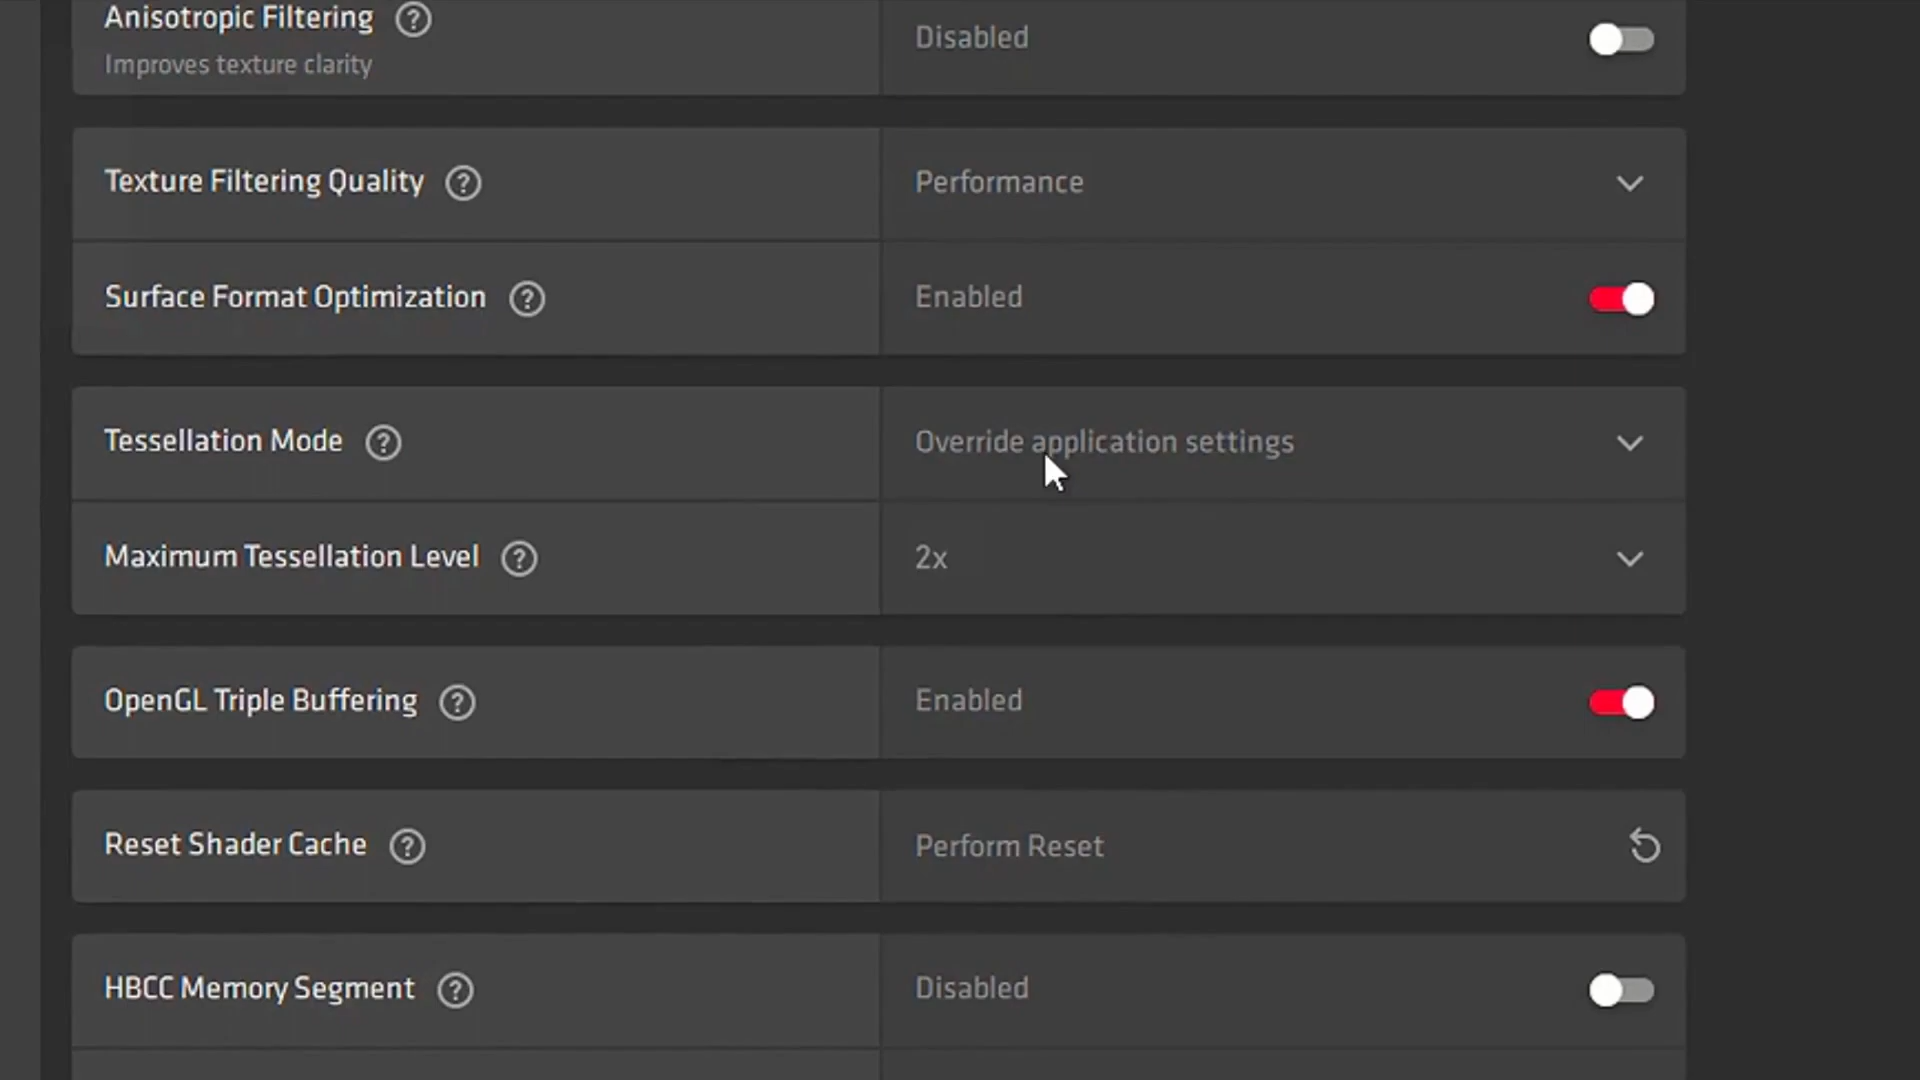 Anisotropic Filtering
Disabled
Improves texture clarity
Texture Filtering Quality
Performance
Surface Format Optimization
Enabled
Tessellation Mode
Override application settings
Maximum Tessellation Level
2x
OpenGL Triple Buffering
Enabled
Reset Shader Cache
Perform Reset
HBCC Memory Segment
Disabled